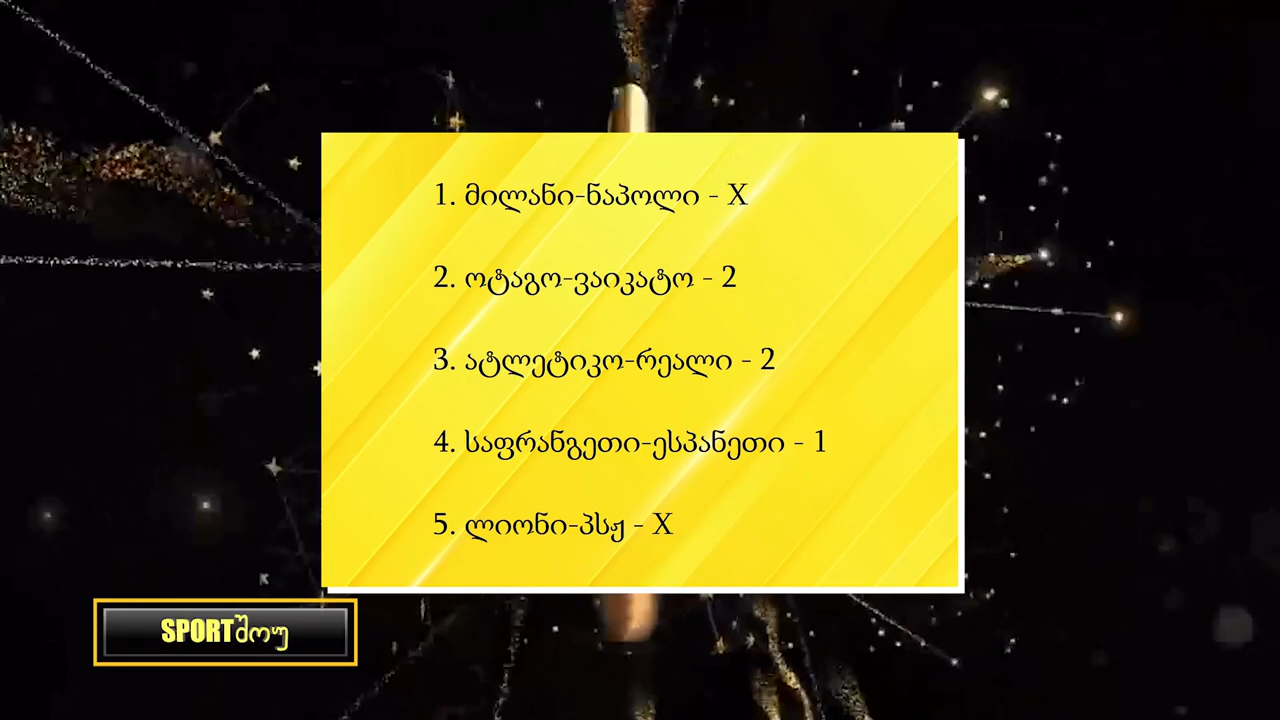 1. მილანი-ნაპოლი - X
2. ოტაგო-ვაიკატო - 2
3. ატლეტიკო-რეალი - 2
4. საფრანგეთი-ესპანეთი - 1
5. ლიონი-პსჟ - X
SPORTშოუ